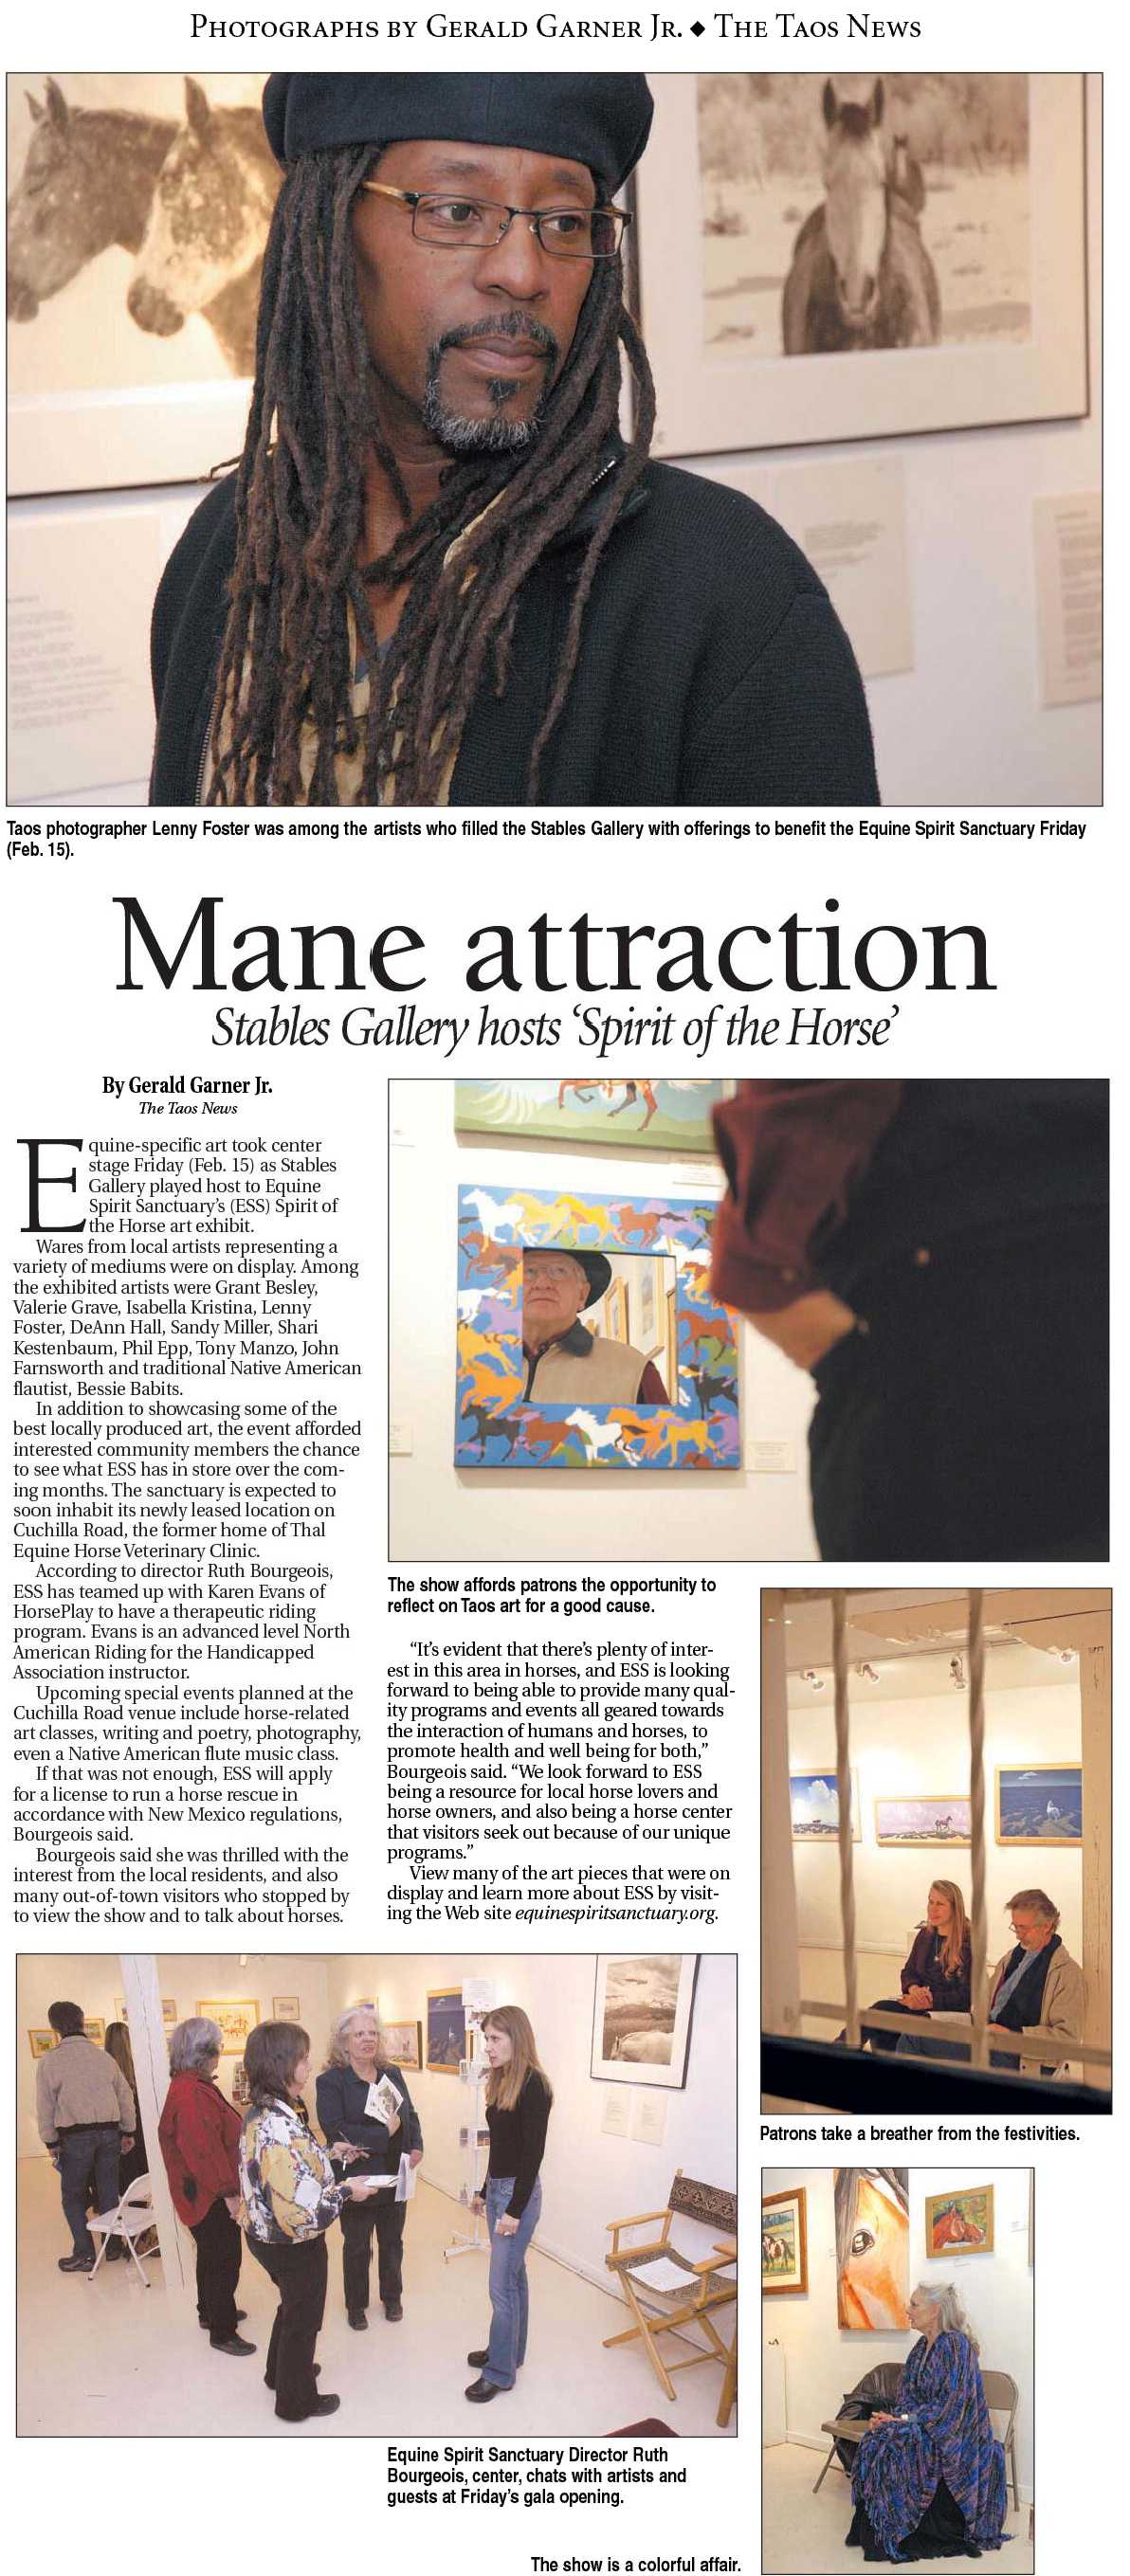 PHOTOGRAPHS BY GERALD GARNER JR. ◆ THE TAOS NEWS
Taos photographer Lenny Foster was among the artists who filled the Stables Gallery with offerings to benefit the Equine Spirit Sanctuary Friday
(Feb. 15).
Mane attraction
Stables Gallery hosts ‘Spirit of the Horse’
By Gerald Garner Jr.
The Taos News
Equine-specific art took center
stage Friday (Feb. 15) as Stables
Gallery played host to Equine
Spirit Sanctuary’s (ESS) Spirit of
the Horse art exhibit.
Wares from local artists representing a
variety of mediums were on display. Among
the exhibited artists were Grant Besley,
Valerie Grave, Isabella Kristina, Lenny
Foster, DeAnn Hall, Sandy Miller, Shari
Kestenbaum, Phil Epp, Tony Manzo, John
Farnsworth and traditional Native American
flautist, Bessie Babits.
In addition to showcasing some of the
best locally produced art, the event afforded
interested community members the chance
to see what ESS has in store over the com-
ing months. The sanctuary is expected to
soon inhabit its newly leased location on
Cuchilla Road, the former home of Thal
Equine Horse Veterinary Clinic.
According to director Ruth Bourgeois,
ESS has teamed up with Karen Evans of
HorsePlay to have a therapeutic riding
program. Evans is an advanced level North
American Riding for the Handicapped
Association instructor.
Upcoming special events planned at the
Cuchilla Road venue include horse-related
art classes, writing and poetry, photography,
even a Native American flute music class.
If that was not enough, ESS will apply
for a license to run a horse rescue in
accordance with New Mexico regulations,
Bourgeois said.
Bourgeois said she was thrilled with the
interest from the local residents, and also
many out-of-town visitors who stopped by
to view the show and to talk about horses.
The show affords patrons the opportunity to
reflect on Taos art for a good cause.
“It’s evident that there’s plenty of inter-
est in this area in horses, and ESS is looking
forward to being able to provide many qual-
ity programs and events all geared towards
the interaction of humans and horses, to
promote health and well being for both,”
Bourgeois said. “We look forward to ESS
being a resource for local horse lovers and
horse owners, and also being a horse center
that visitors seek out because of our unique
programs.”
View many of the art pieces that were on
display and learn more about ESS by visit-
ing the Web site equinespiritsanctuary.org.
Patrons take a breather from the festivities.
Equine Spirit Sanctuary Director Ruth
Bourgeois, center, chats with artists and
guests at Friday’s gala opening.
The show is a colorful affair.